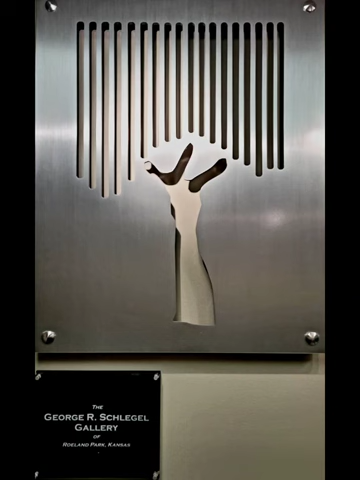 THE
GEORGE R. SCHLEGEL
GALLERY
OF
ROELAND PARK, KANSAS